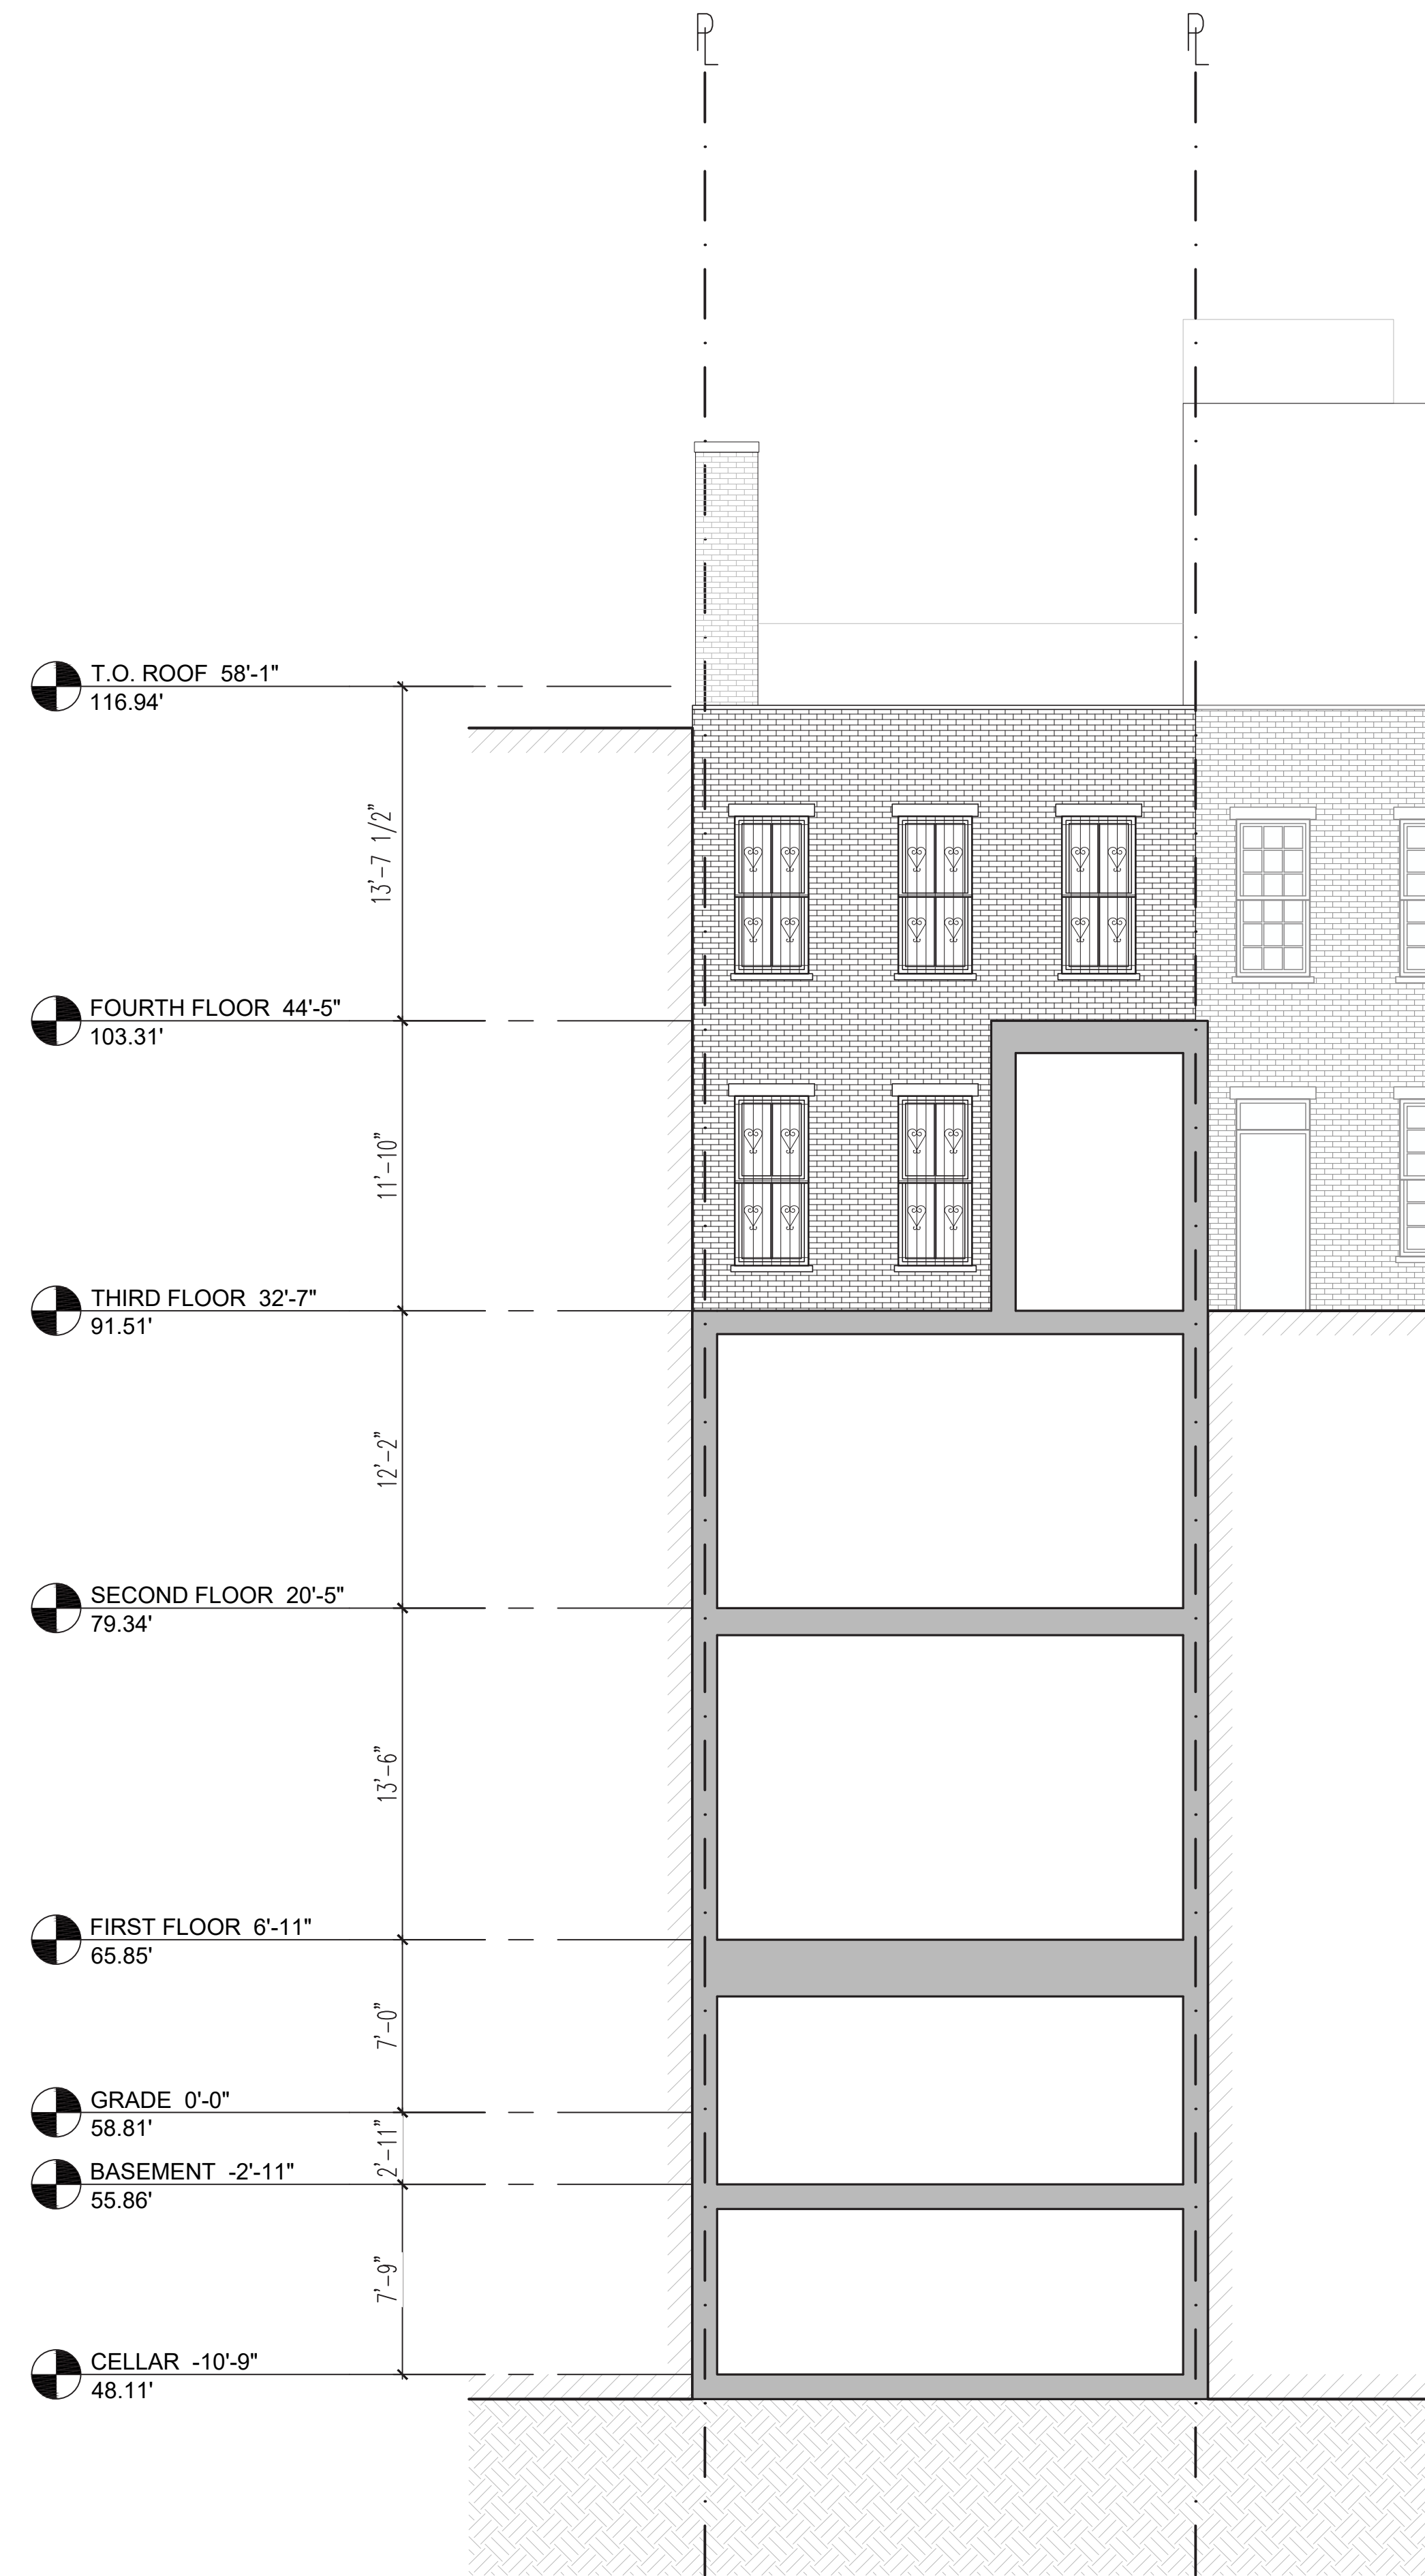 PL PL
T.O. ROOF 58'-1"
116.94'
13'-7 1/2"
FOURTH FLOOR 44'-5"
103.31'
11'-10"
THIRD FLOOR 32'-7"
91.51'
12'-2"
SECOND FLOOR 20'-5"
79.34'
13'-6"
FIRST FLOOR 6'-11"
65.85'
7'-0"
GRADE 0'-0"
58.81'
2'-11"
BASEMENT -2'-11"
55.86'
7'-9"
CELLAR -10'-9"
48.11'